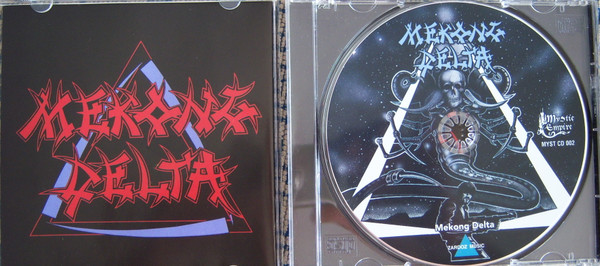 MEKONG
DELTA
MEKONG
DELTA
Mystic
Empire
MYST CD 002
Mekong Delta
ZARDOZ MUSIC